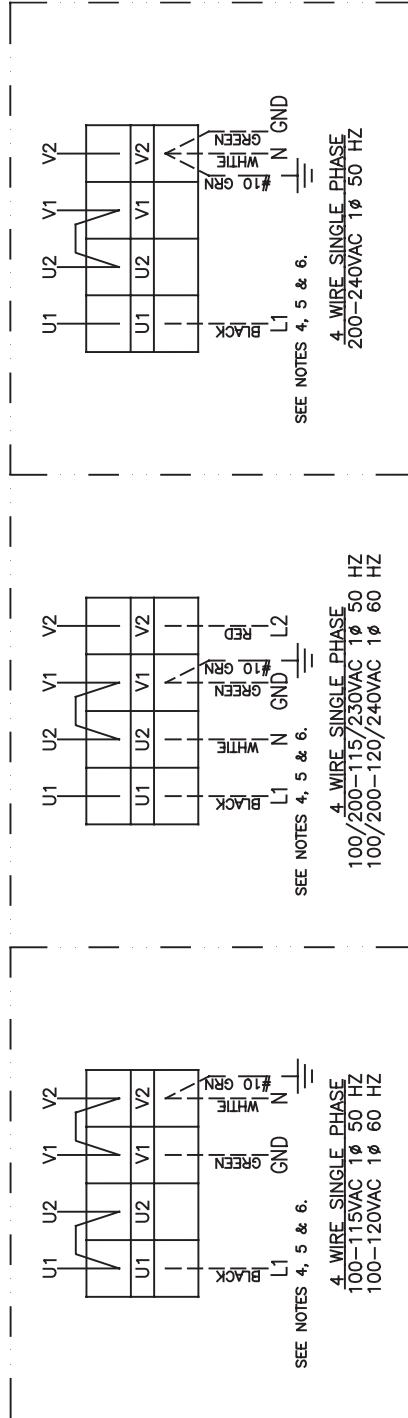 U1 U2 V1 V2
U1 U2 V1 V2
BLACK GREEN WHTIE #10 GRN
L1 GND N
SEE NOTES 4, 5 & 6.
4 WIRE SINGLE PHASE
100-115VAC 1ø 50 HZ
100-120VAC 1ø 60 HZ
U1 U2 V1 V2
U1 U2 V1 V2
BLACK WHTIE GREEN #10 GRN RED
L1 N GND L2
SEE NOTES 4, 5 & 6.
4 WIRE SINGLE PHASE
100/200-115/230VAC 1ø 50 HZ
100/200-120/240VAC 1ø 60 HZ
U1 U2 V1 V2
U1 U2 V1 V2
BLACK #10 GRN WHTIE GREEN
L1 N GND
SEE NOTES 4, 5 & 6.
4 WIRE SINGLE PHASE
200-240VAC 1ø 50 HZ